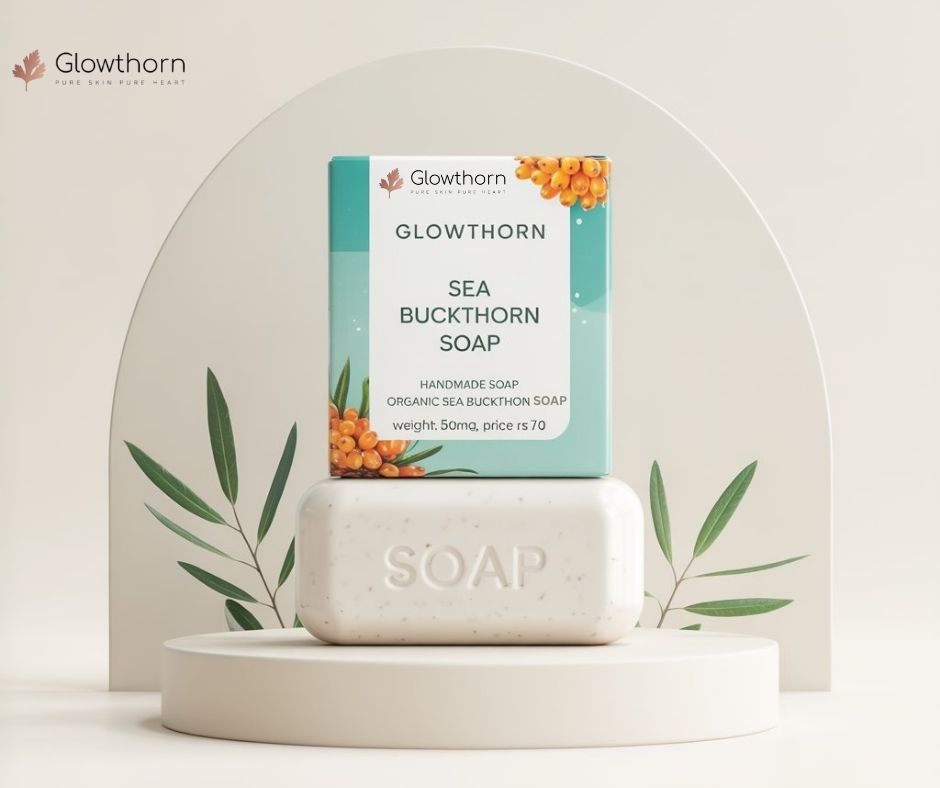 Glowthorn
PURE SKIN PURE HEART
Glowthorn
PURE SKIN PURE HEART
GLOWTHORN
SEA
BUCKTHORN
SOAP
HANDMADE SOAP
ORGANIC SEA BUCKTHON SOAP
weight. 50mg, price rs 70
SOAP